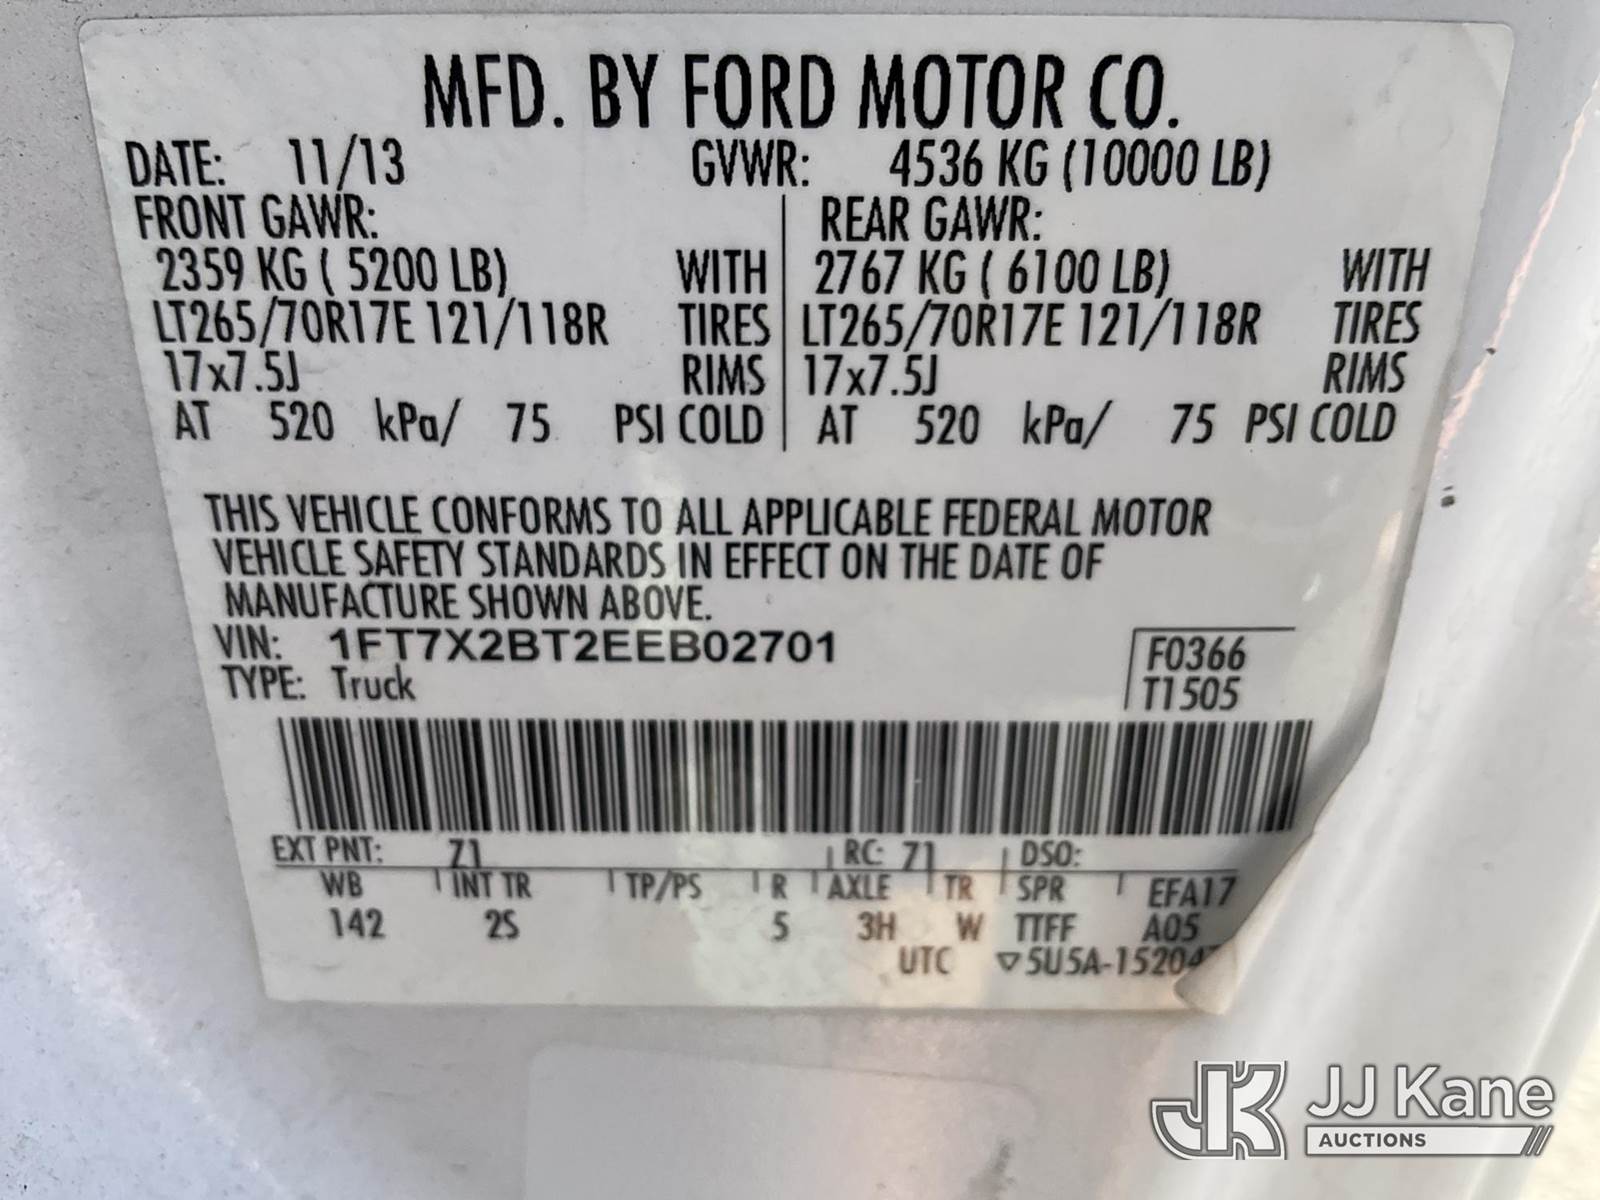 MFD. BY FORD MOTOR CO.
DATE: 11/13 GVWR: 4536 KG (10000 LB)
FRONT GAWR: REAR GAWR:
2359 KG ( 5200 LB) WITH 2767 KG ( 6100 LB) WITH
LT265/70R17E 121/118R TIRES LT265/70R17E 121/118R TIRES
17x7.5J RIMS 17x7.5J RIMS
AT 520 kPa/ 75 PSI COLD AT 520 kPa/ 75 PSI COLD
THIS VEHICLE CONFORMS TO ALL APPLICABLE FEDERAL MOTOR
VEHICLE SAFETY STANDARDS IN EFFECT ON THE DATE OF
MANUFACTURE SHOWN ABOVE.
VIN: 1FT7X2BT2EEB02701 F0366
TYPE: Truck T1505
EXT PNT: Z1 RC: 71 DSO:
WB INT TR TP/PS R AXLE TR SPR EFA17
142 2S 5 3H W TTFF A05
UTC ▽5U5A-15204
JK JJ Kane
AUCTIONS